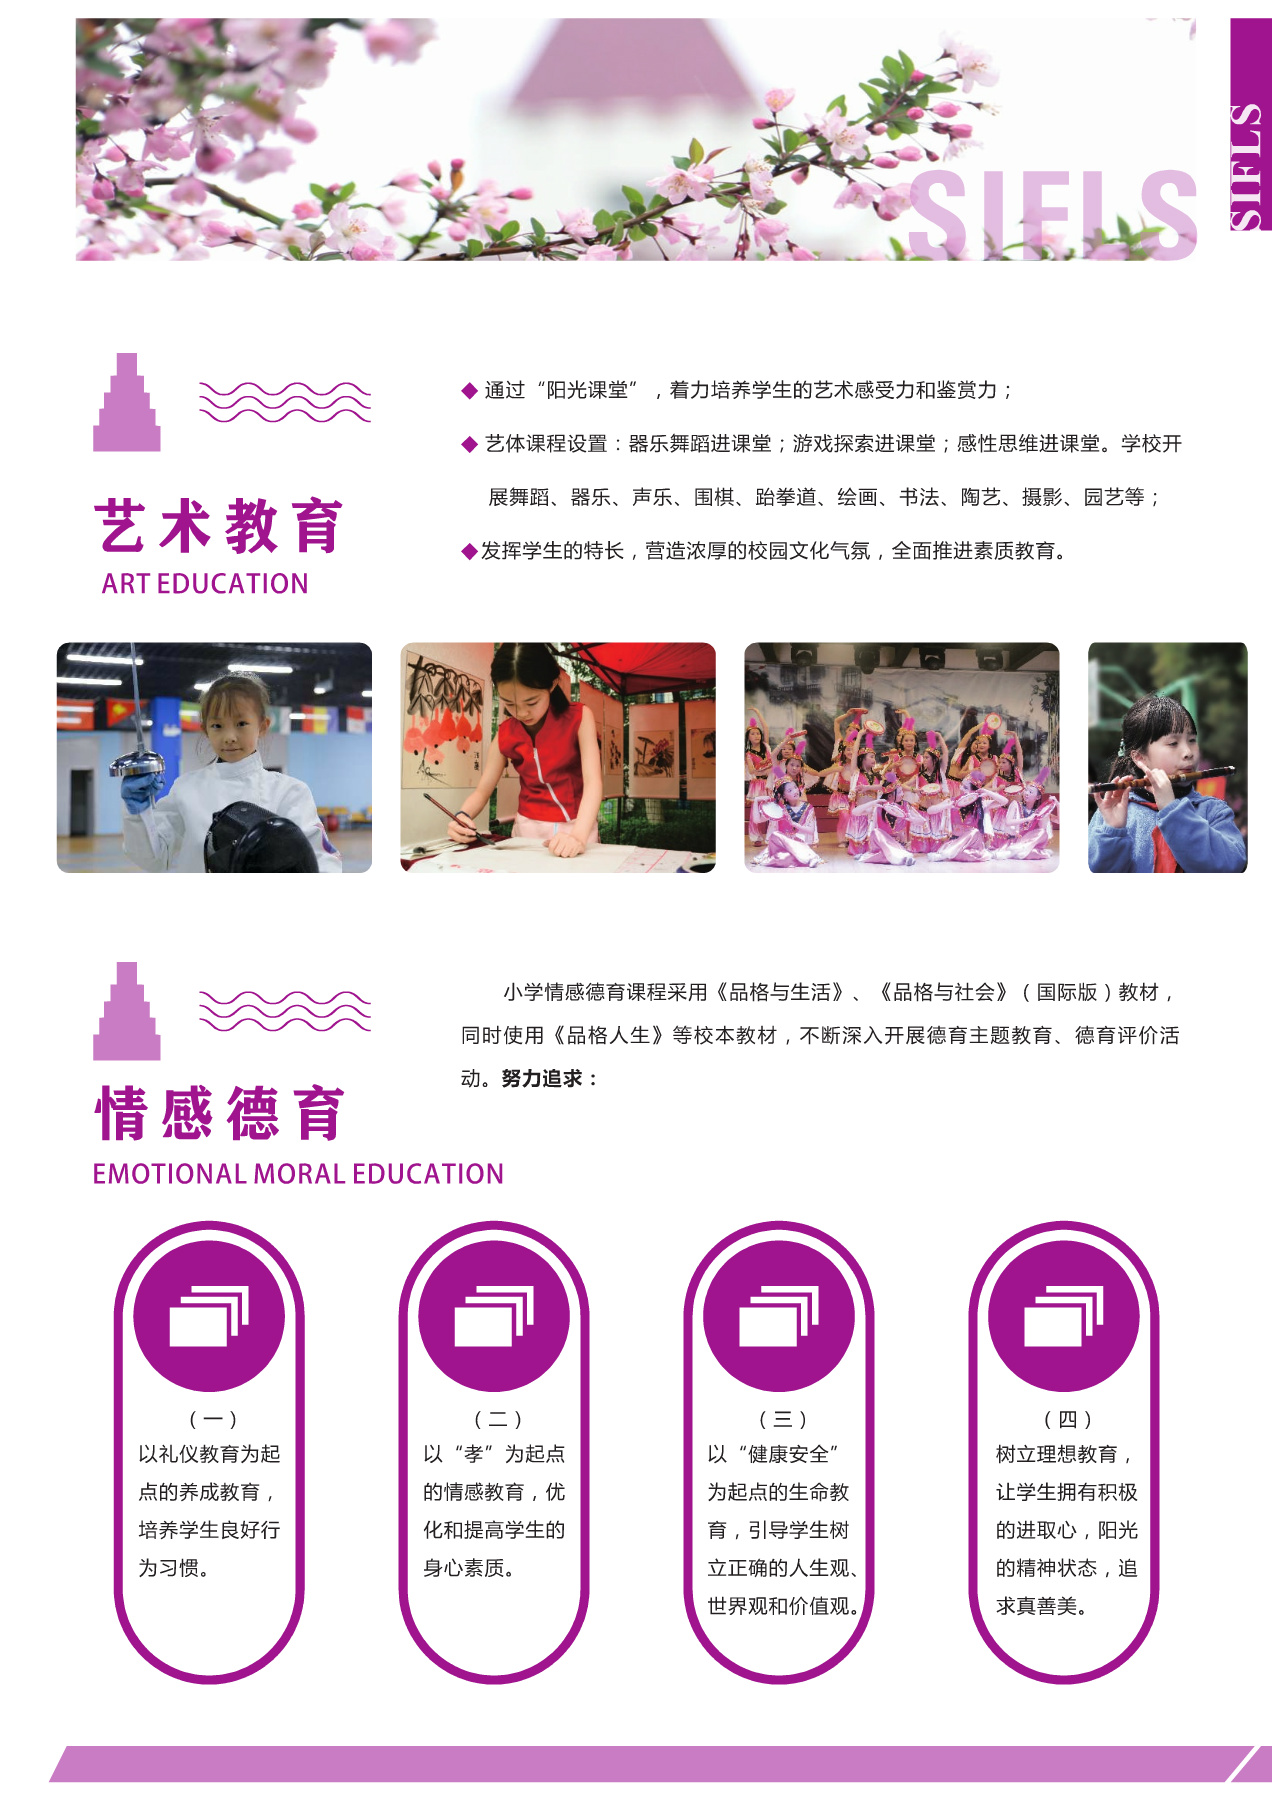 SIFLS
SIFLS
◆ 通过“阳光课堂”，着力培养学生的艺术感受力和鉴赏力；
◆ 艺体课程设置：器乐舞蹈进课堂；游戏探索进课堂；感性思维进课堂。学校开
展舞蹈、器乐、声乐、围棋、跆拳道、绘画、书法、陶艺、摄影、园艺等；
◆发挥学生的特长，营造浓厚的校园文化气氛，全面推进素质教育。
艺术教育
ART EDUCATION
小学情感德育课程采用《品格与生活》、《品格与社会》（国际版）教材，
同时使用《品格人生》等校本教材，不断深入开展德育主题教育、德育评价活
动。努力追求：
情感德育
EMOTIONAL MORAL EDUCATION
（一）
以礼仪教育为起
点的养成教育，
培养学生良好行
为习惯。
（二）
以“孝”为起点
的情感教育，优
化和提高学生的
身心素质。
（三）
以“健康安全”
为起点的生命教
育，引导学生树
立正确的人生观、
世界观和价值观。
（四）
树立理想教育，
让学生拥有积极
的进取心，阳光
的精神状态，追
求真善美。